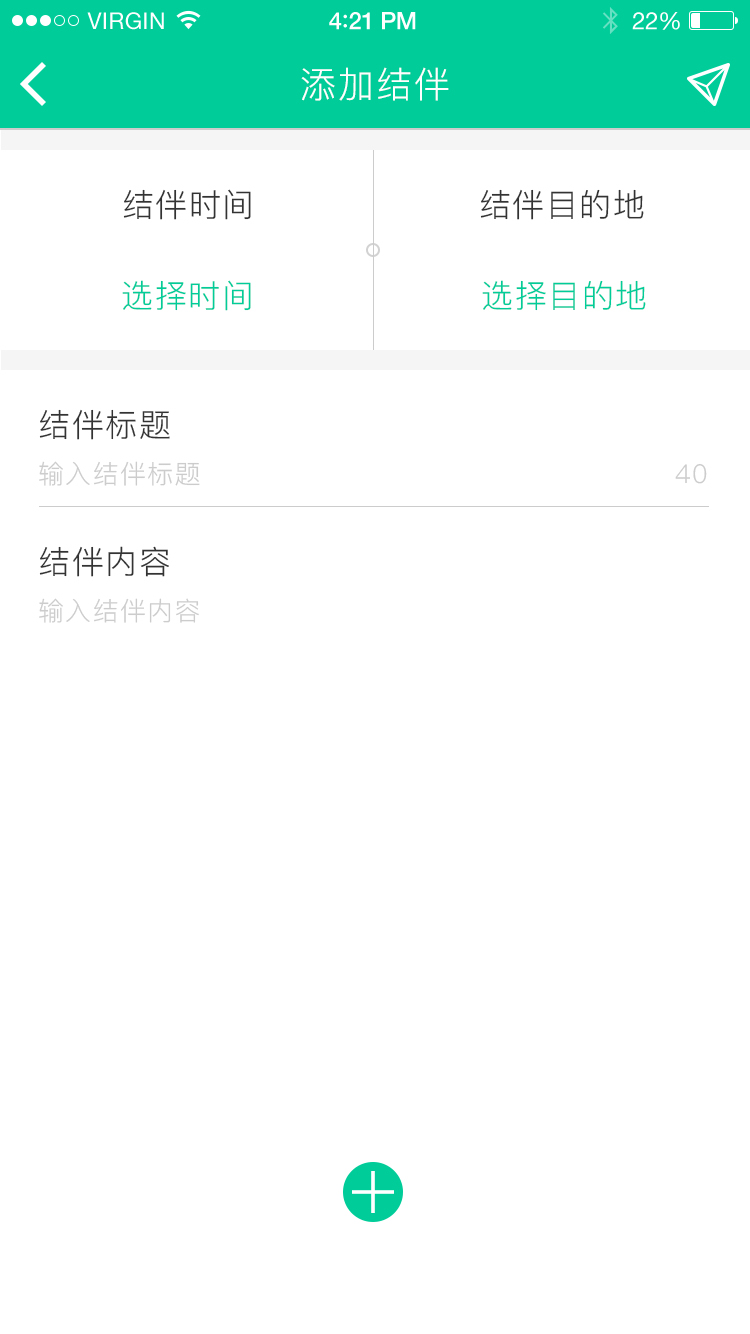 VIRGIN 4:21 PM 22%
添加结伴
结伴时间 结伴目的地
选择时间 选择目的地
结伴标题
输入结伴标题 40
结伴内容
输入结伴内容